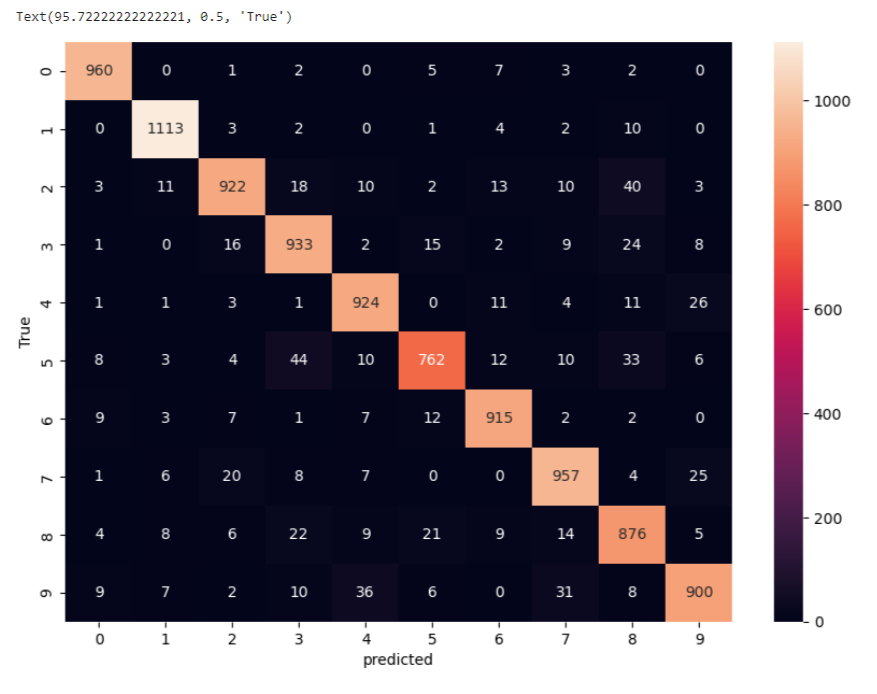 Text(95.72222222222221, 0.5, 'True')
0 960 0 1 2 0 5 7 3 2 0
1 0 1113 3 2 0 1 4 2 10 0
1000
2 3 11 922 18 10 2 13 10 40 3
800
3 1 0 16 933 2 15 2 9 24 8
4 1 1 3 1 924 0 11 4 11 26
600
True
5 8 3 4 44 10 762 12 10 33 6
400
6 9 3 7 1 7 12 915 2 2 0
7 1 6 20 8 7 0 0 957 4 25
200
8 4 8 6 22 9 21 9 14 876 5
9 9 7 2 10 36 6 0 31 8 900
0
0 1 2 3 4 5 6 7 8 9
predicted